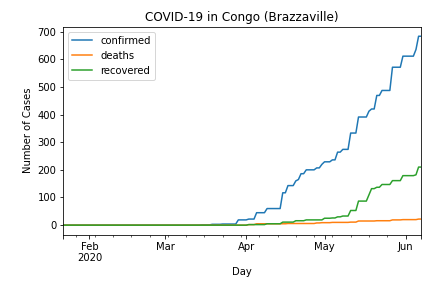 COVID-19 in Congo (Brazzaville)
confirmed
deaths
recovered
Number of Cases
700
600
500
400
300
200
100
0
Feb
2020
Mar
Apr
May
Jun
Day